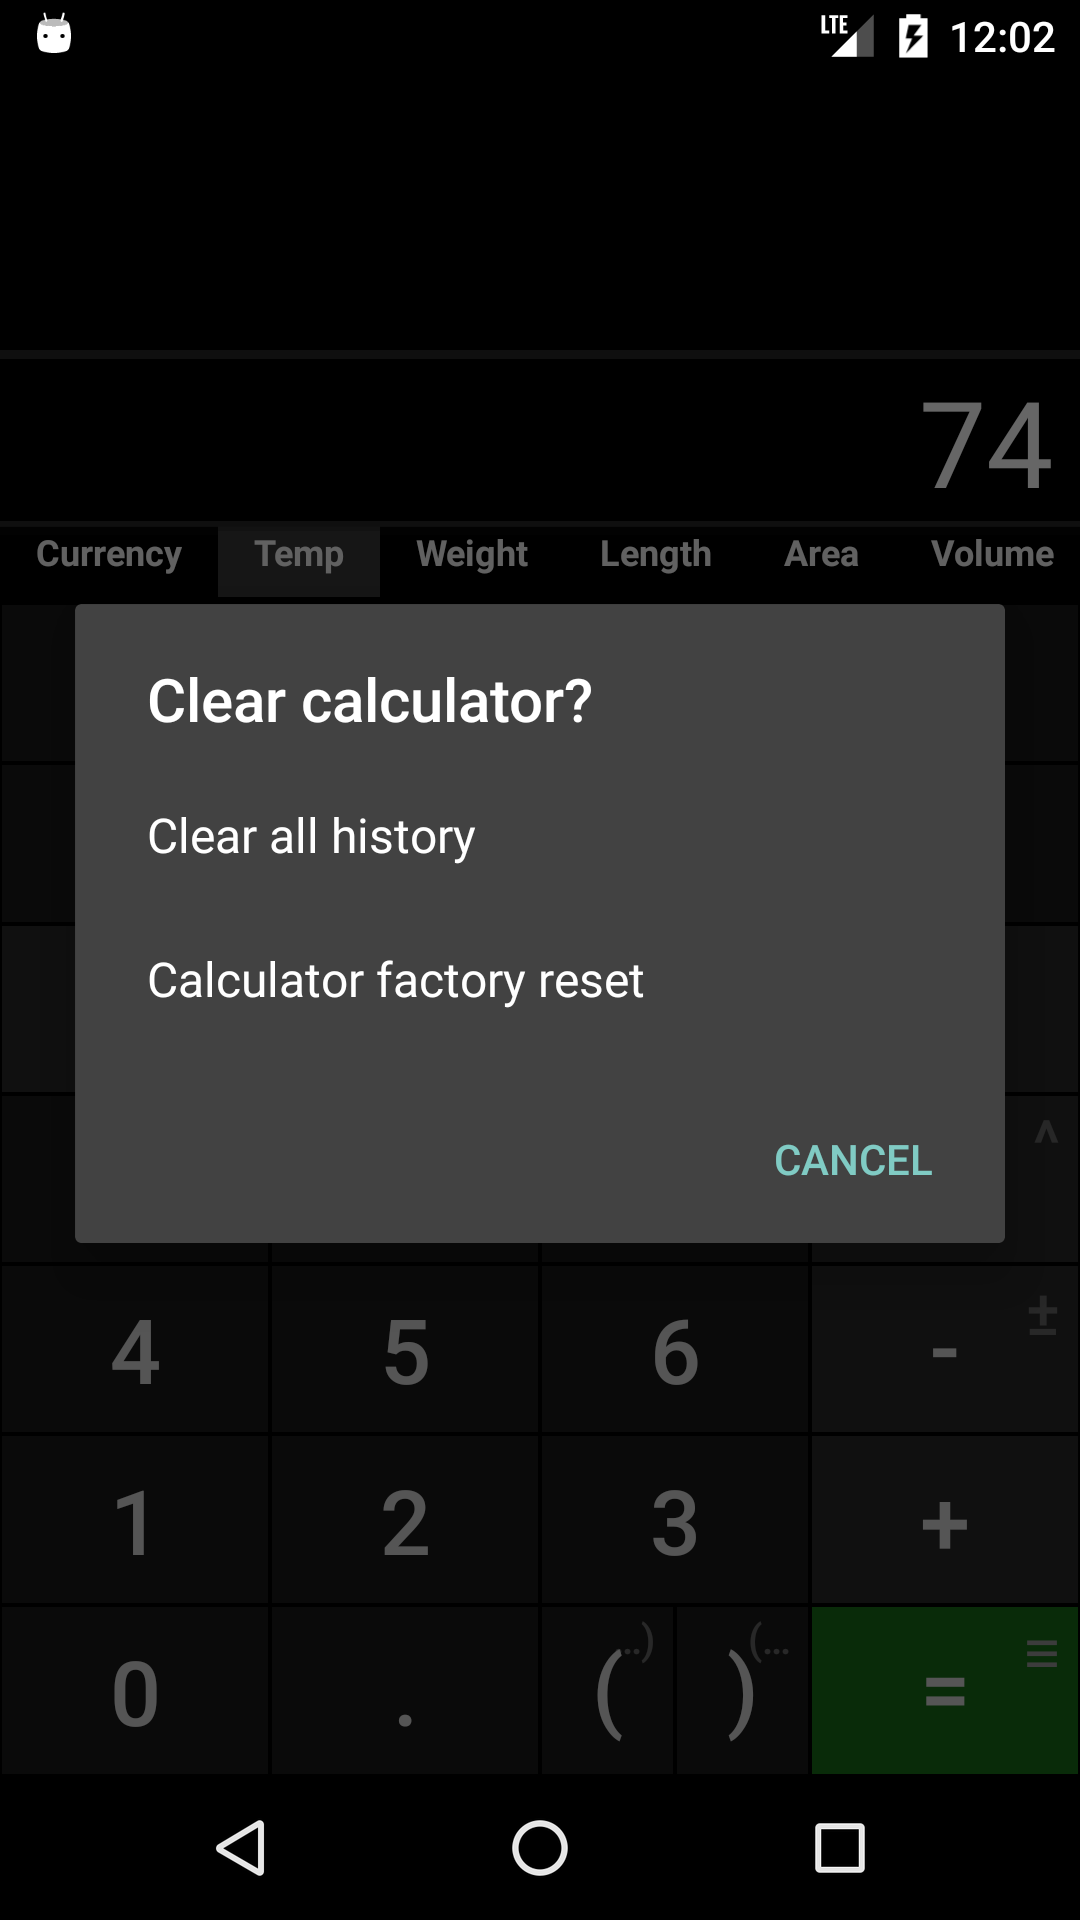 LTE 12:02
74
Currency Temp Weight Length Area Volume
Clear calculator?
Clear all history
Calculator factory reset
^
CANCEL
4 5 6 - ±
1 2 3 +
0 . ( ..) ) (... = ≡